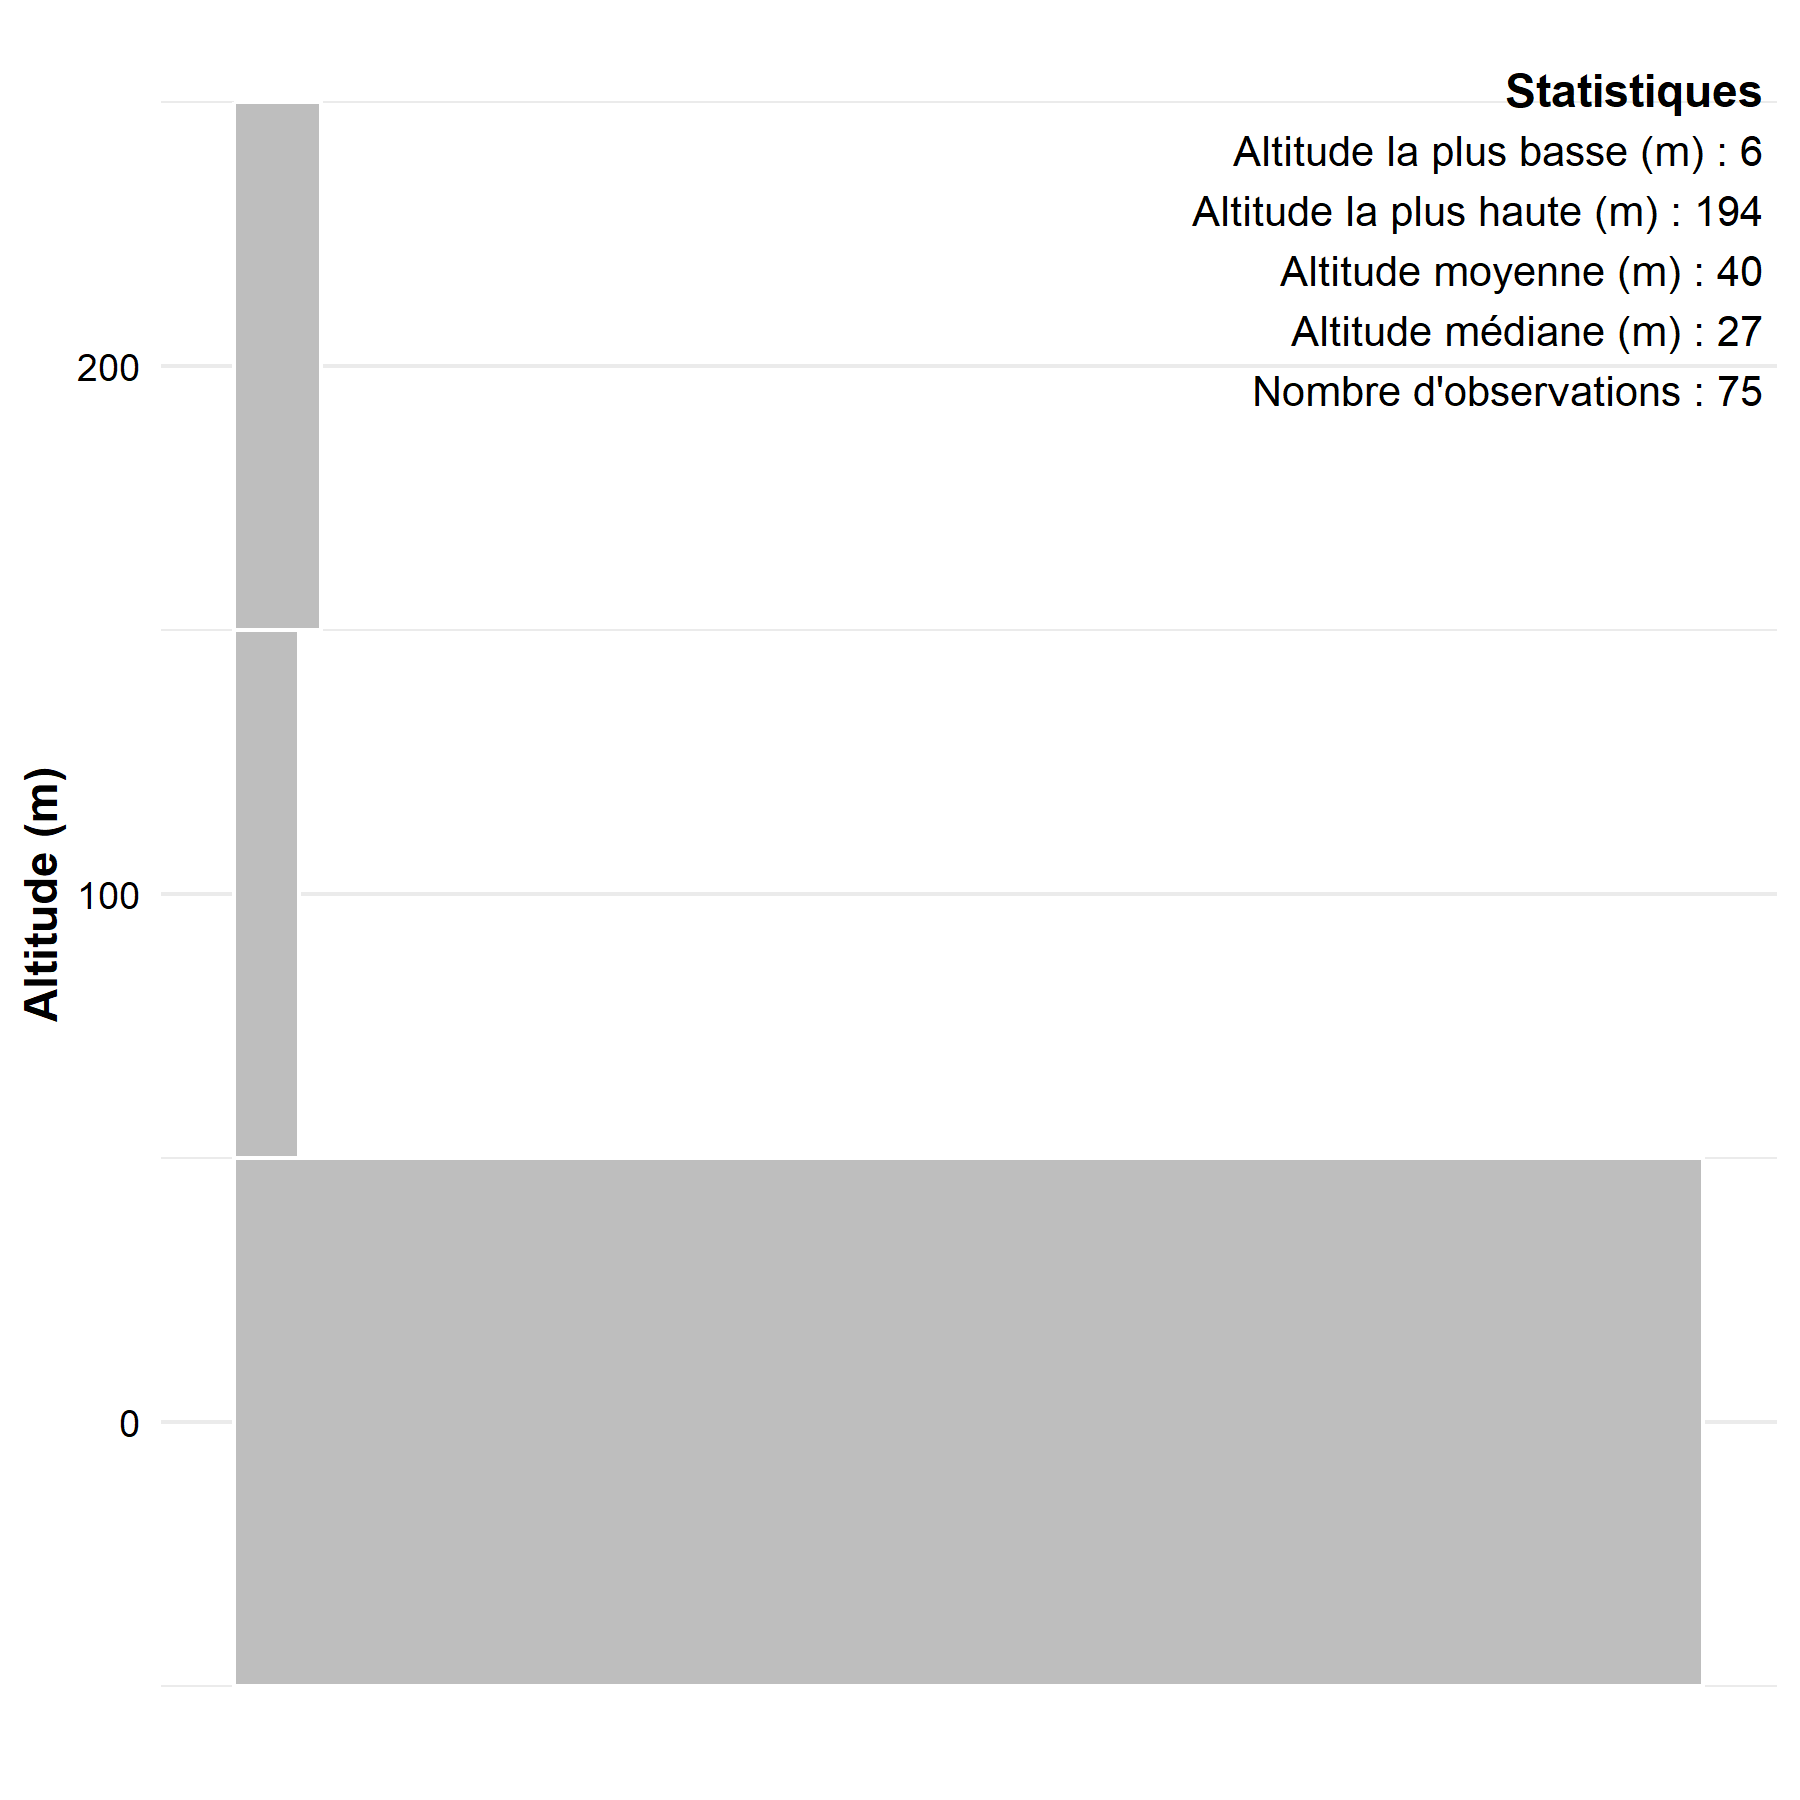 Statistiques
Altitude la plus basse (m) : 6
Altitude la plus haute (m) : 194
Altitude moyenne (m) : 40
Altitude médiane (m) : 27
Nombre d'observations : 75
200
100
0
Altitude (m)